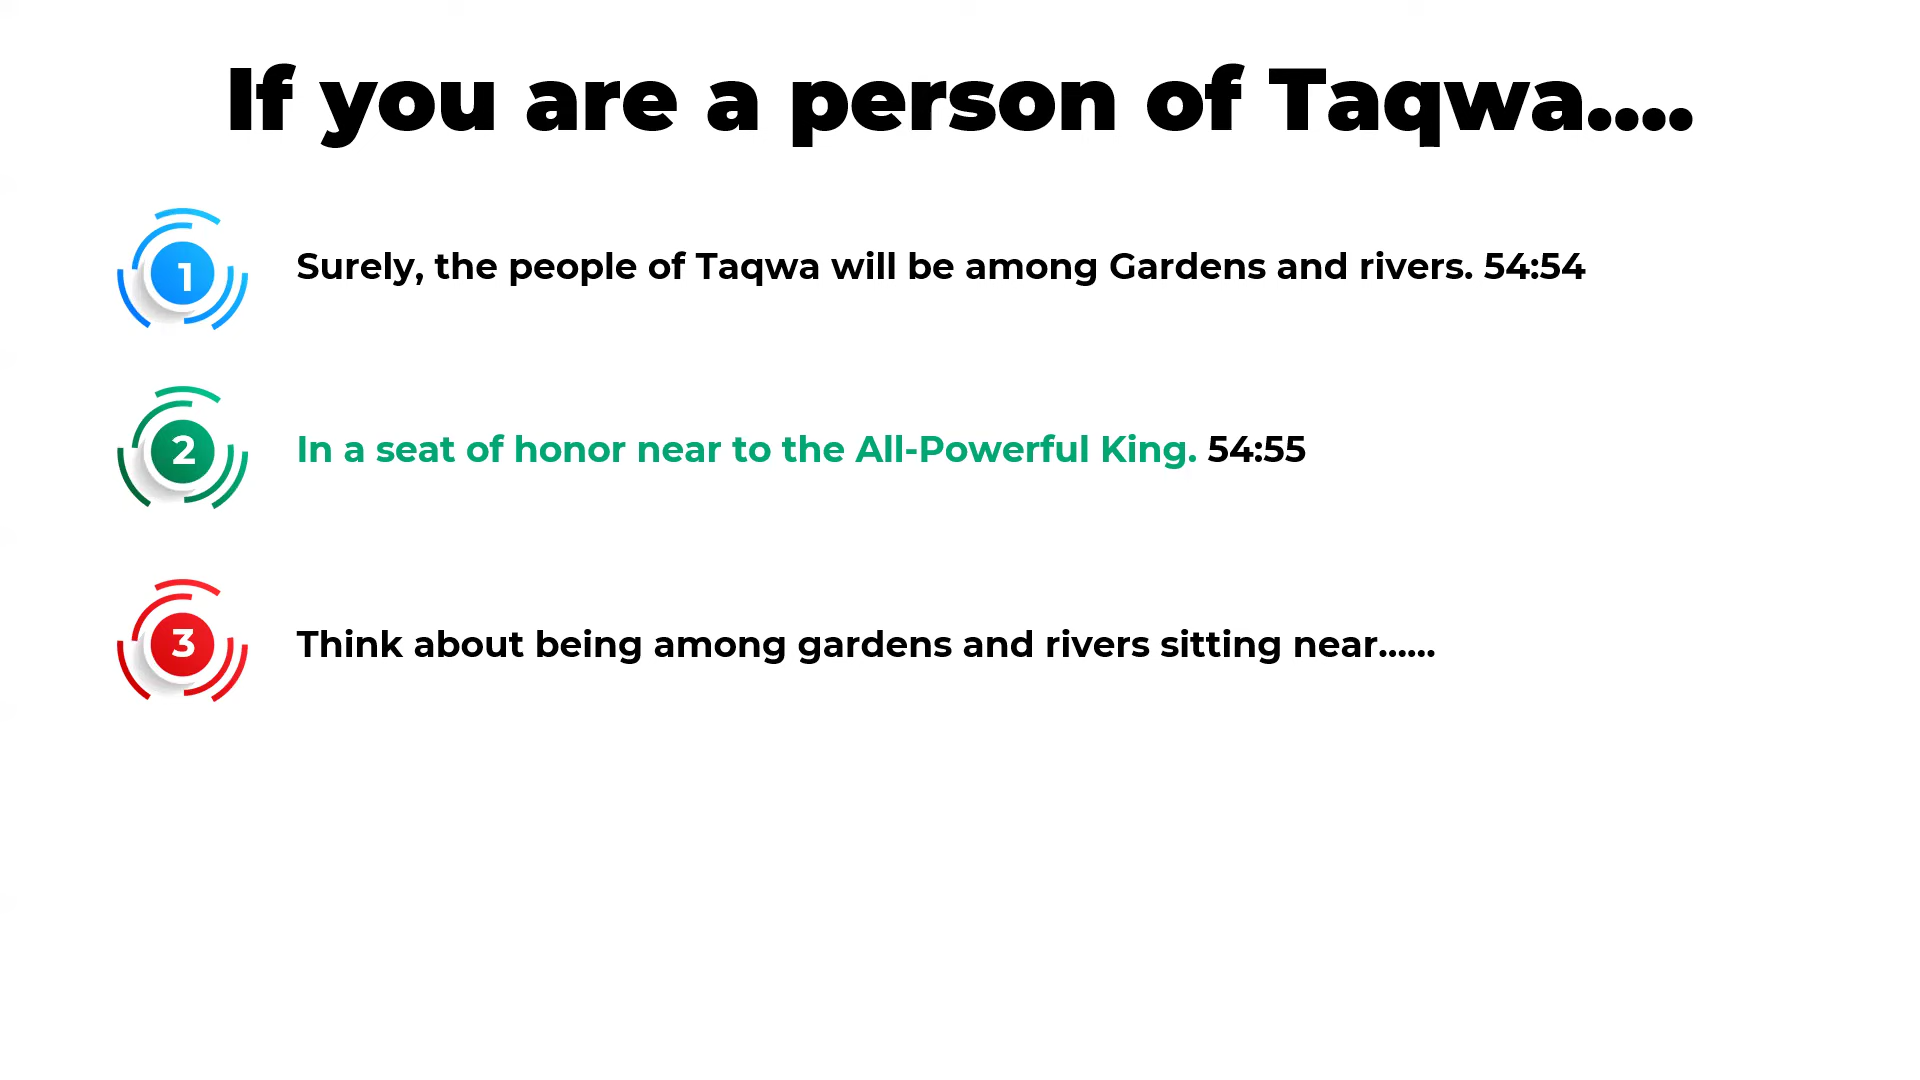 If you are a person of Taqwa....
1
Surely, the people of Taqwa will be among Gardens and rivers. 54:54
2
In a seat of honor near to the All-Powerful King. 54:55
3
Think about being among gardens and rivers sitting near......